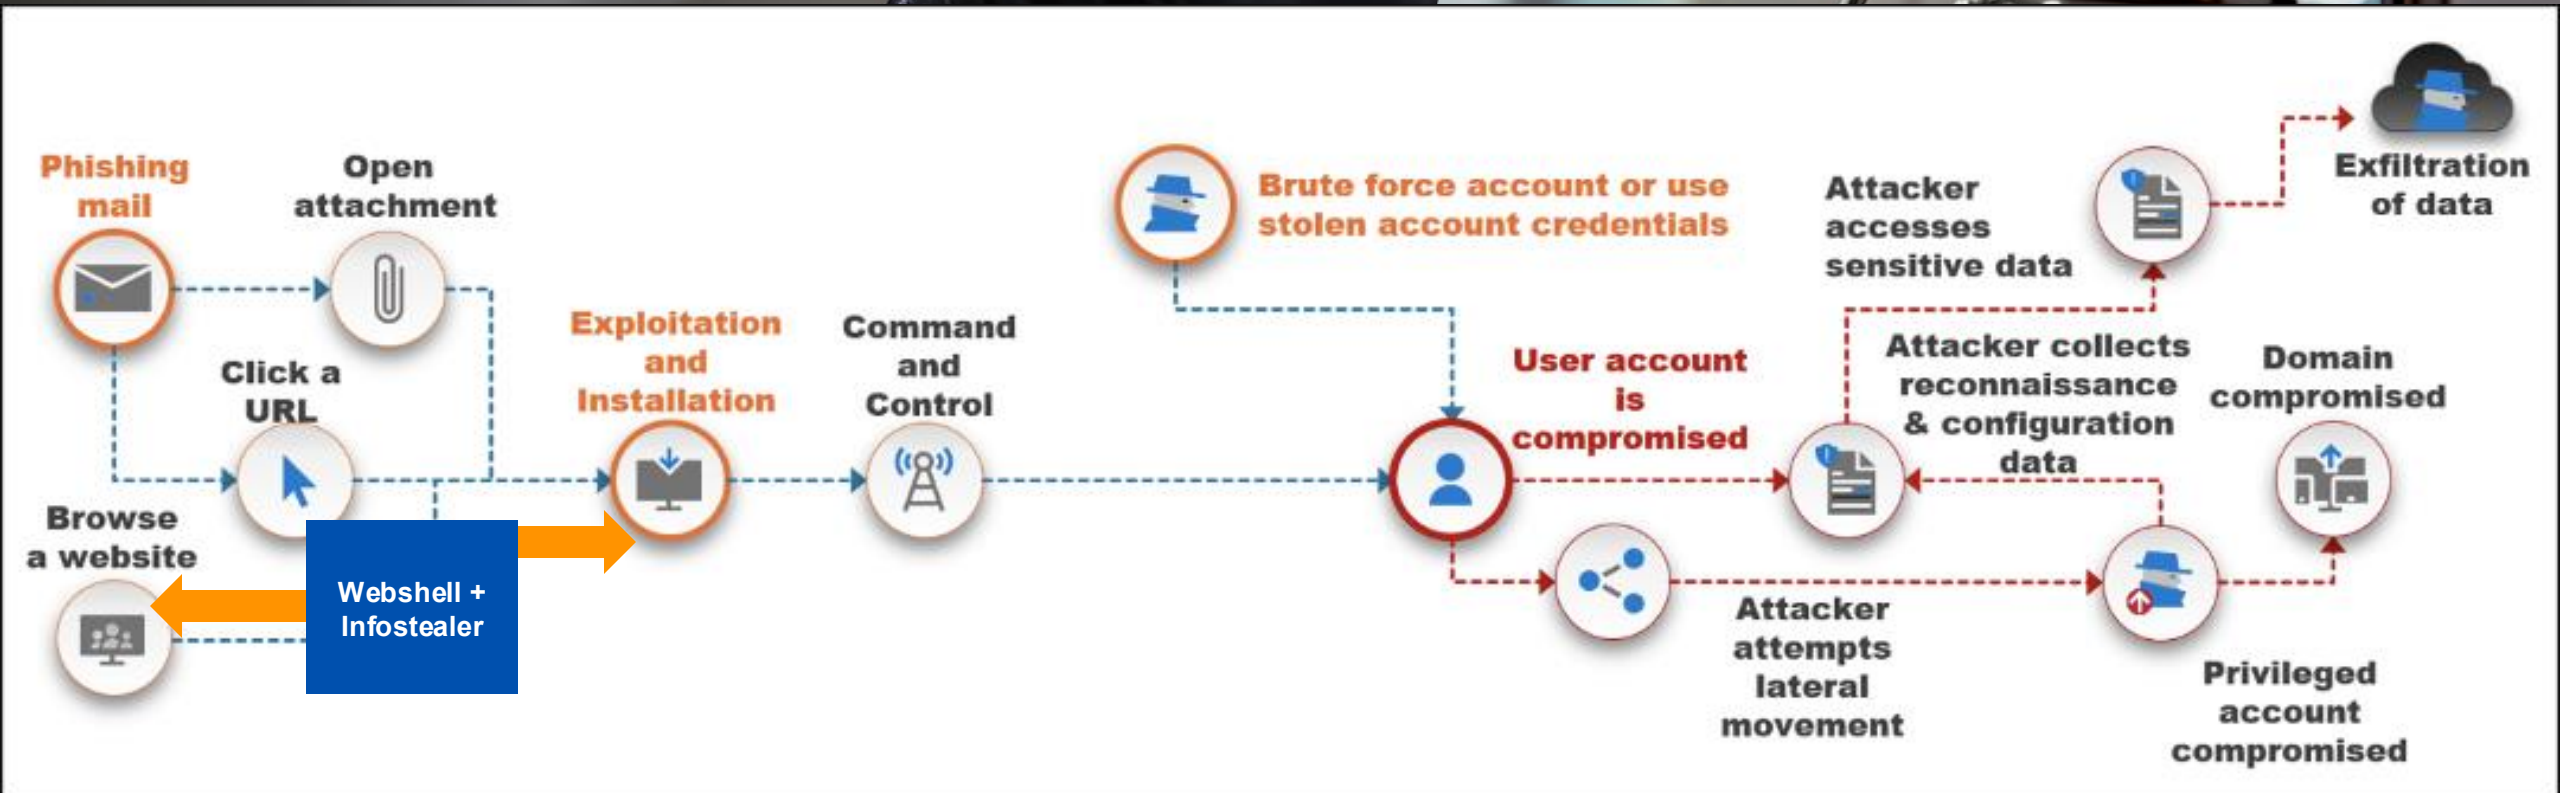 Phishing
mail
Open
attachment
Click a
URL
Browse
a website
Webshell +
Infostealer
Exploitation
and
Installation
Command
and
Control
Brute force account or use
stolen account credentials
User account
is
compromised
Attacker
accesses
sensitive data
Exfiltration
of data
Attacker collects
reconnaissance
& configuration
data
Domain
compromised
Attacker
attempts
lateral
movement
Privileged
account
compromised